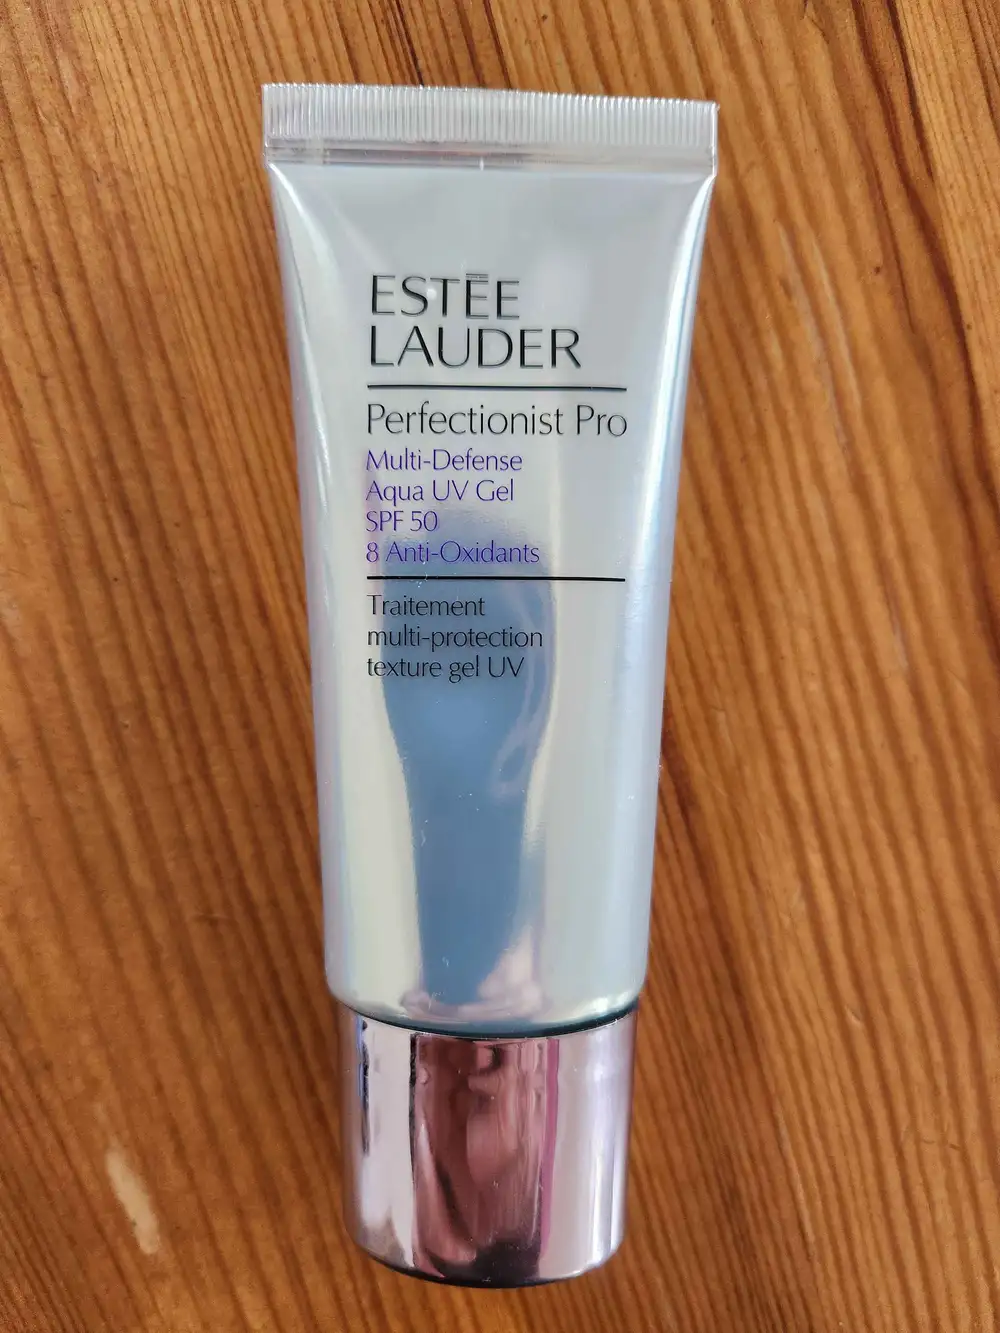 ESTĒE
LAUDER
Perfectionist Pro
Multi-Defense
Aqua UV Gel
SPF 50
8 Anti-Oxidants
Traitement
multi-protection
texture gel UV